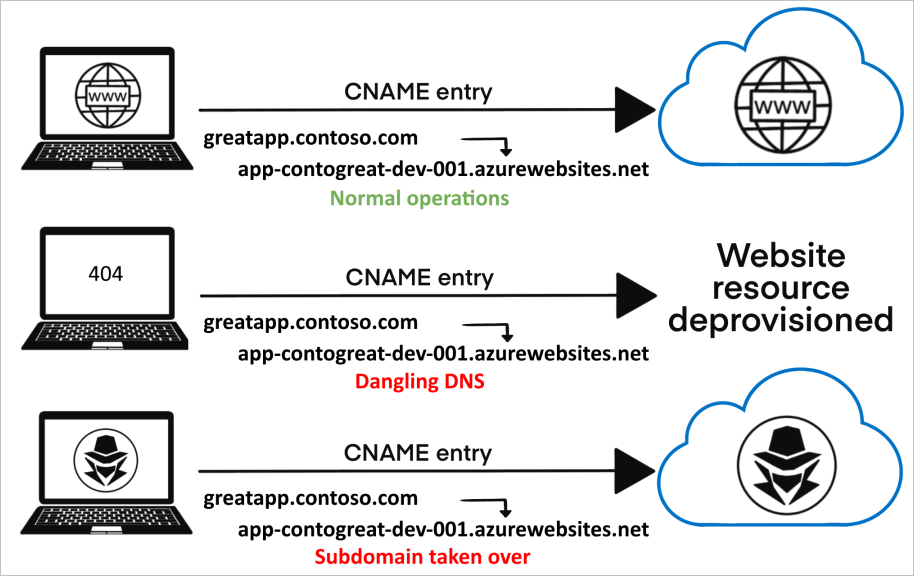 WWW
CNAME entry
WWW
greatapp.contoso.com
app-contogreat-dev-001.azurewebsites.net
Normal operations
404
CNAME entry
Website
resource
deprovisioned
greatapp.contoso.com
app-contogreat-dev-001.azurewebsites.net
Dangling DNS
CNAME entry
greatapp.contoso.com
app-contogreat-dev-001.azurewebsites.net
Subdomain taken over